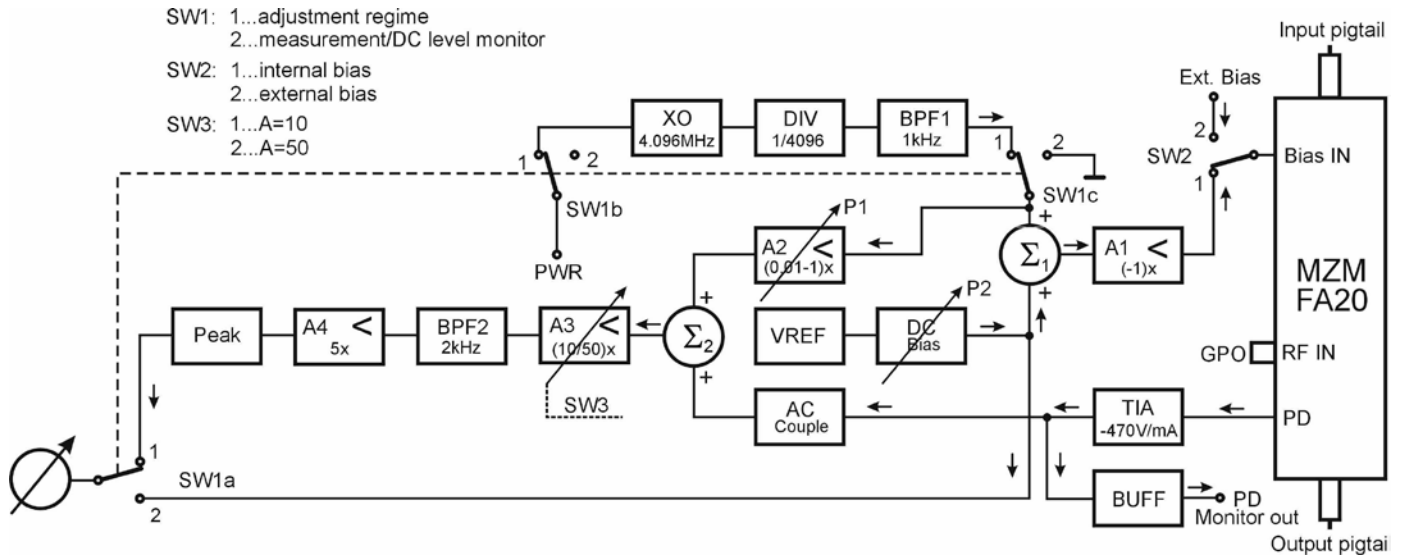 SW1: 1...adjustment regime
2...measurement/DC level monitor
SW2: 1...internal bias
2...external bias
SW3: 1...A=10
2...A=50
Input pigtail
Ext. Bias
XO
4.096MHz
DIV
1/4096
BPF1
1kHz
1
2
SW1b
PWR
1
2
SW1c
2
SW2
1
Bias IN
P1
A2 <
(0,01-1)x
+
Σ1
+
A1 <
(-1)x
MZM
FA20
Peak
A4 <
5x
BPF2
2kHz
A3 <
(10/50)x
SW3
+
Σ2
+
VREF
P2
DC
Bias
GPO
RF IN
AC
Couple
TIA
-470V/mA
PD
1
SW1a
2
BUFF
PD
Monitor out
Output pigtail